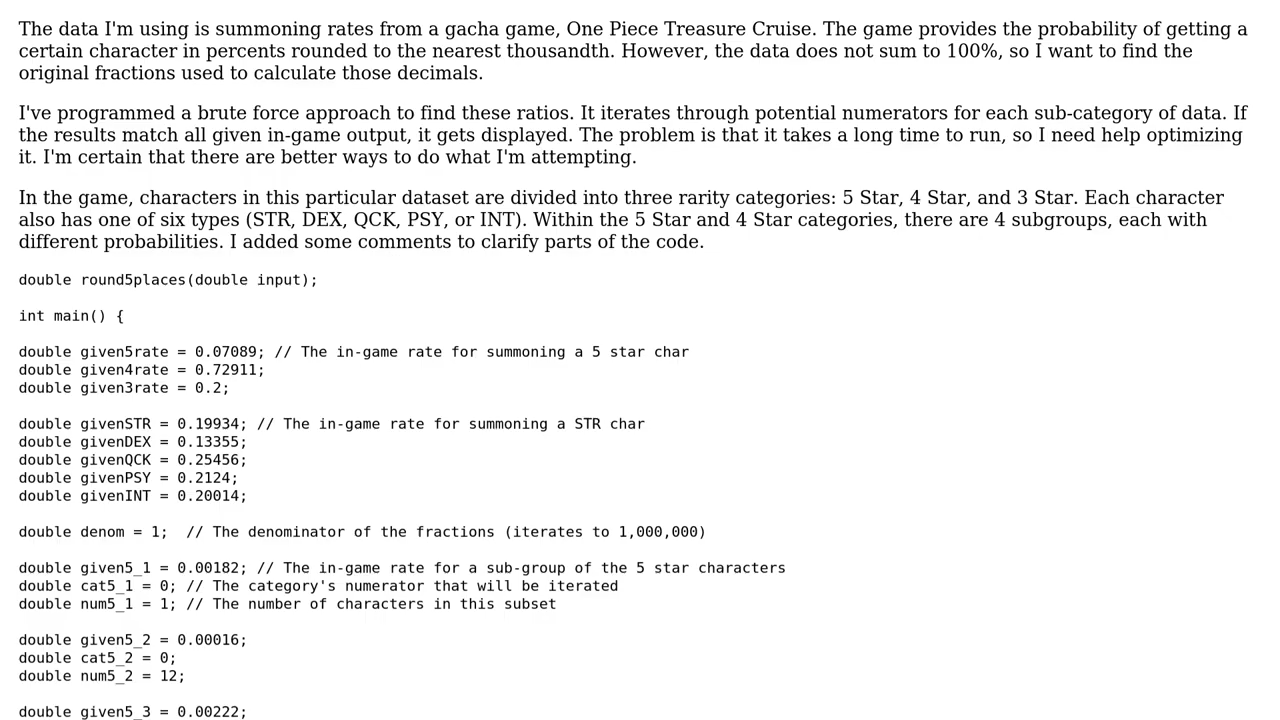 The data I'm using is summoning rates from a gacha game, One Piece Treasure Cruise. The game provides the probability of getting a
certain character in percents rounded to the nearest thousandth. However, the data does not sum to 100%, so I want to find the
original fractions used to calculate those decimals.
I've programmed a brute force approach to find these ratios. It iterates through potential numerators for each sub-category of data. If
the results match all given in-game output, it gets displayed. The problem is that it takes a long time to run, so I need help optimizing
it. I'm certain that there are better ways to do what I'm attempting.
In the game, characters in this particular dataset are divided into three rarity categories: 5 Star, 4 Star, and 3 Star. Each character
also has one of six types (STR, DEX, QCK, PSY, or INT). Within the 5 Star and 4 Star categories, there are 4 subgroups, each with
different probabilities. I added some comments to clarify parts of the code.
double round5places(double input);
int main() {
double given5rate = 0.07089; // The in-game rate for summoning a 5 star char
double given4rate = 0.72911;
double given3rate = 0.2;
double givenSTR = 0.19934; // The in-game rate for summoning a STR char
double givenDEX = 0.13355;
double givenQCK = 0.25456;
double givenPSY = 0.2124;
double givenINT = 0.20014;
double denom = 1;  // The denominator of the fractions (iterates to 1,000,000)
double given5_1 = 0.00182; // The in-game rate for a sub-group of the 5 star characters
double cat5_1 = 0; // The category's numerator that will be iterated
double num5_1 = 1; // The number of characters in this subset
double given5_2 = 0.00016;
double cat5_2 = 0;
double num5_2 = 12;
double given5_3 = 0.00222;